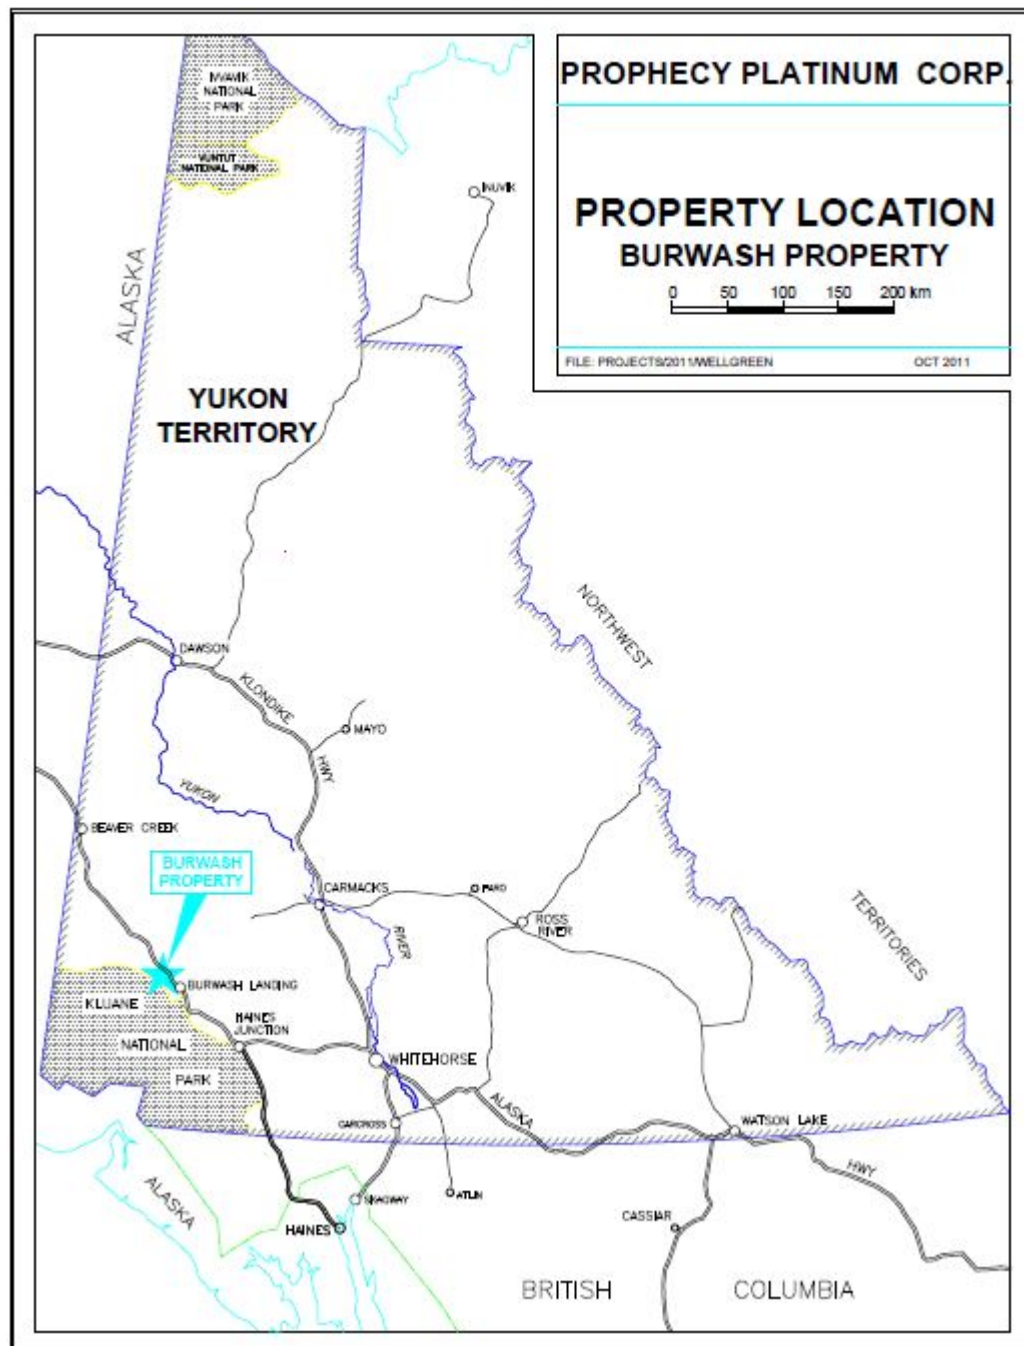 PROPHECY PLATINUM CORP.
PROPERTY LOCATION
BURWASH PROPERTY
0 50 100 150 200 km
FILE: PROJECTS/2011/WELLGREEN
OCT 2011
IVVAVIK
NATIONAL
PARK
VUNTUT
NATIONAL PARK
INUVIK
ALASKA
YUKON
TERRITORY
NORTHWEST
DAWSON
KLONDIKE
HWY
MAYO
YUKON
BEAVER CREEK
BURWASH
PROPERTY
CARMACKS
FARO
ROSS
RIVER
RIVER
TERRITORIES
BURWASH LANDING
KLUANE
NATIONAL
PARK
HAINES
JUNCTION
WHITEHORSE
ALASKA
CARCROSS
WATSON LAKE
HWY
ALASKA
SKAGWAY
ATLIN
HAINES
CASSIAR
BRITISH
COLUMBIA